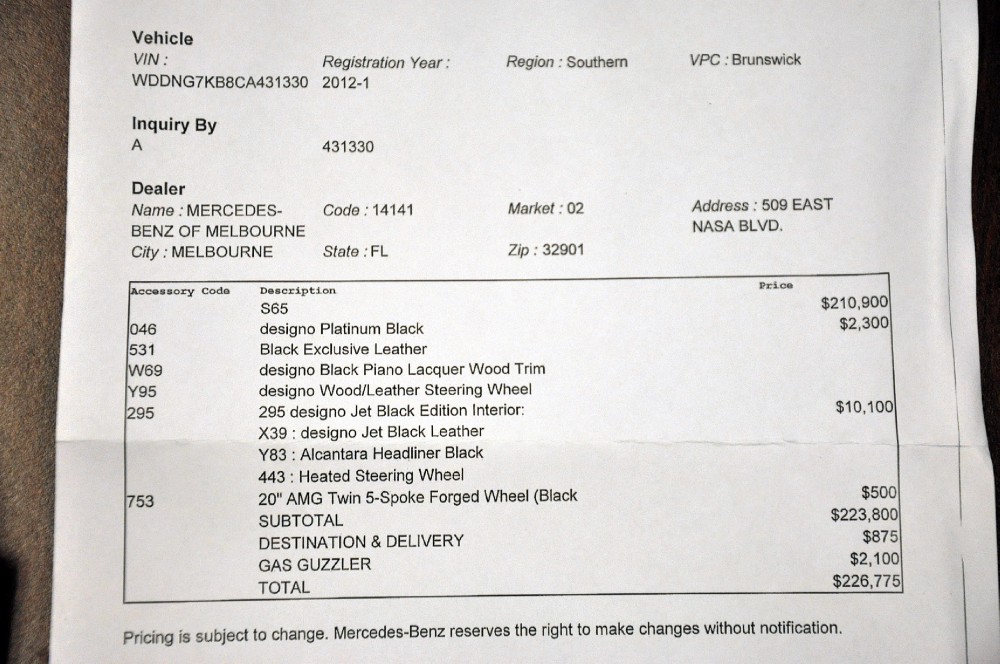 Vehicle
VIN : Registration Year : Region : Southern VPC : Brunswick
WDDNG7KB8CA431330 2012-1
Inquiry By
A 431330
Dealer
Name : MERCEDES- Code : 14141 Market : 02 Address : 509 EAST
BENZ OF MELBOURNE NASA BLVD.
City : MELBOURNE State : FL Zip : 32901
Accessory Code Description Price
S65 $210,900
046 designo Platinum Black $2,300
531 Black Exclusive Leather
W69 designo Black Piano Lacquer Wood Trim
Y95 designo Wood/Leather Steering Wheel
295 295 designo Jet Black Edition Interior: $10,100
X39 : designo Jet Black Leather
Y83 : Alcantara Headliner Black
443 : Heated Steering Wheel
753 20" AMG Twin 5-Spoke Forged Wheel (Black $500
SUBTOTAL $223,800
DESTINATION & DELIVERY $875
GAS GUZZLER $2,100
TOTAL $226,775
Pricing is subject to change. Mercedes-Benz reserves the right to make changes without notification.